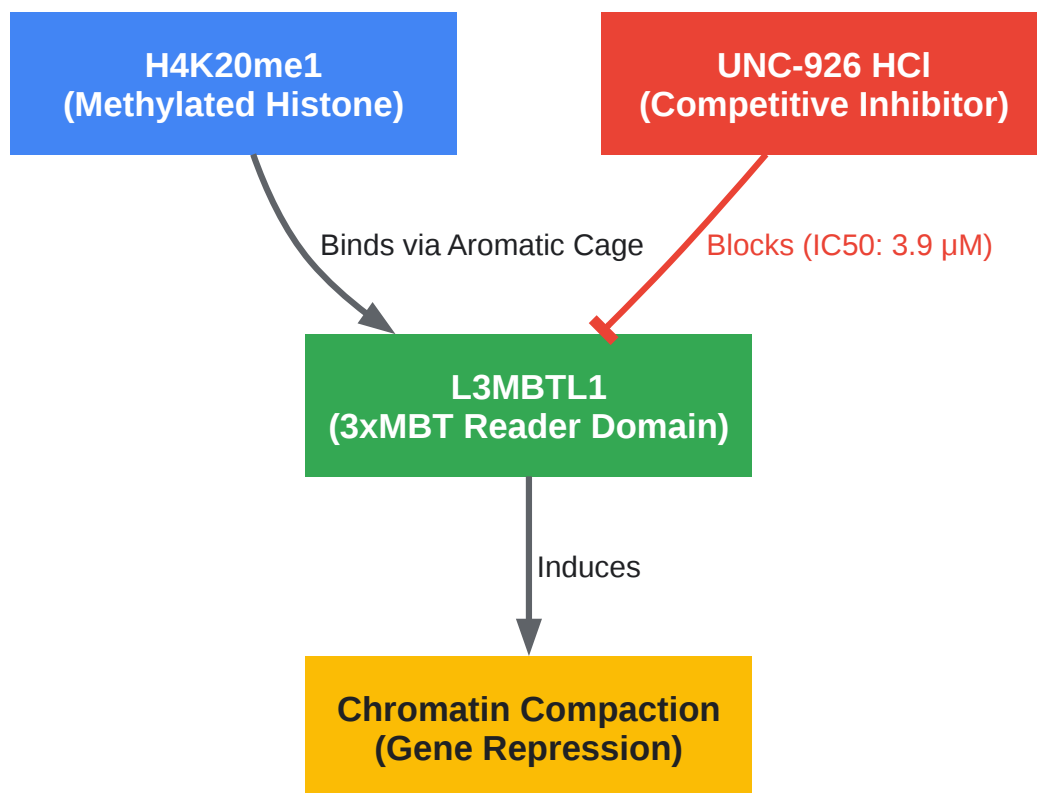 H4K20me1
(Methylated Histone)
UNC-926 HCl
(Competitive Inhibitor)
Binds via Aromatic Cage
Blocks (IC50: 3.9 μM)
L3MBTL1
(3xMBT Reader Domain)
Induces
Chromatin Compaction
(Gene Repression)